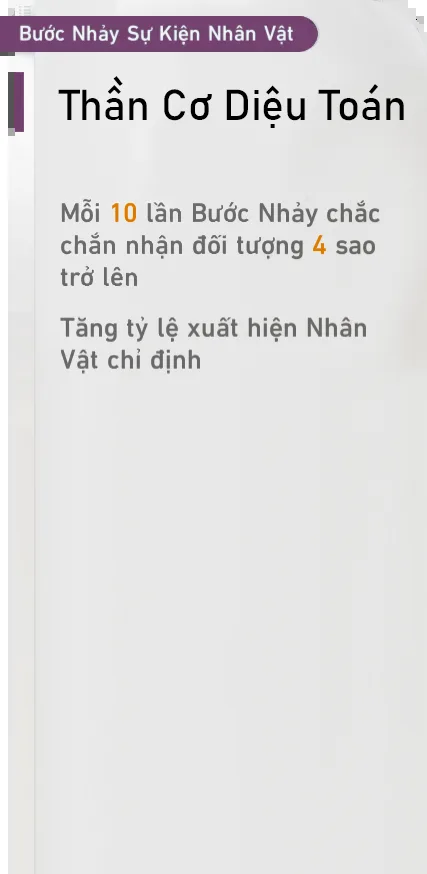 Bước Nhảy Sự Kiện Nhân Vật
Thần Cơ Diệu Toán
Mỗi 10 lần Bước Nhảy chắc
chắn nhận đối tượng 4 sao
trở lên
Tăng tỷ lệ xuất hiện Nhân
Vật chỉ định